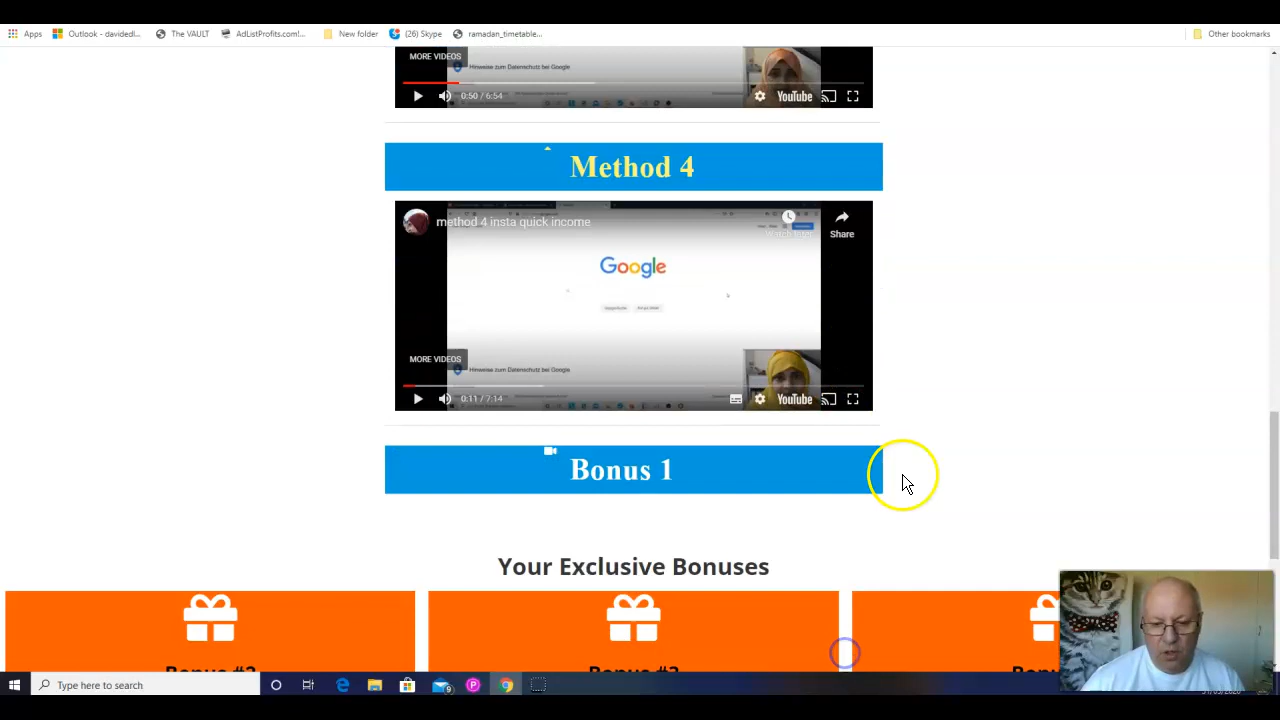 Apps
Outlook - davidedl...
The VAULT
AdListProfits.com!...
New folder
(26) Skype
ramadan_timetable...
Other bookmarks
MORE VIDEOS
Hinweise zum Datenschutz bei Google
0:50 / 6:54
YouTube
Method 4
method 4 insta quick income
Watch later
Share
Google
MORE VIDEOS
Hinweise zum Datenschutz bei Google
0:11 / 7:14
YouTube
Bonus 1
Your Exclusive Bonuses
Type here to search